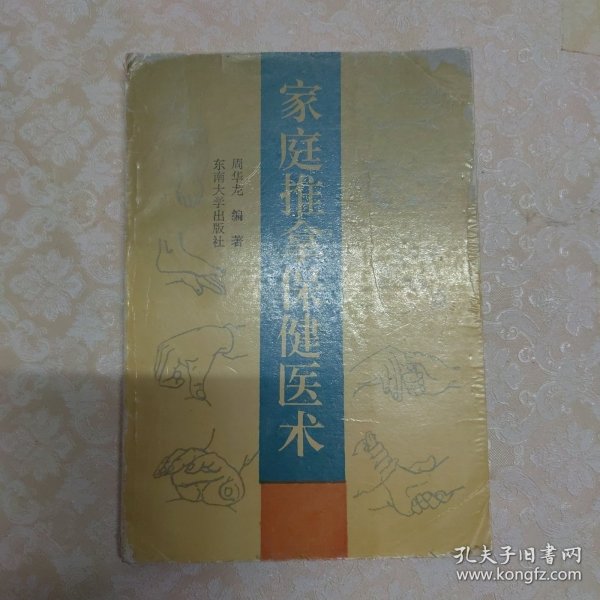 家庭推拿保健医术
周华龙 编著
东南大学出版社
孔夫子旧书网
www.kongfz.com